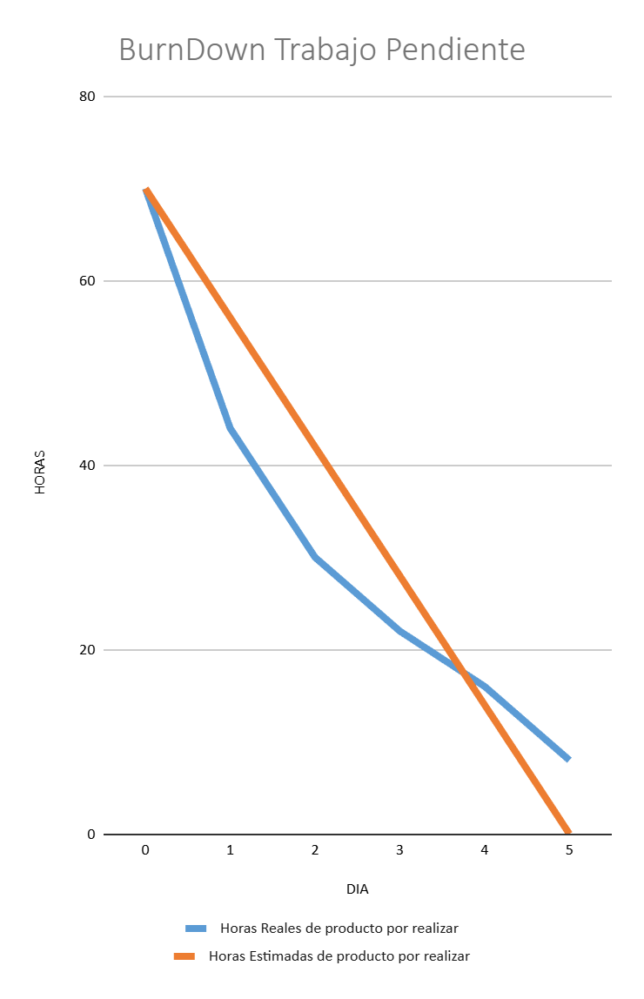 BurnDown Trabajo Pendiente
80
60
40
20
0
HORAS
0 1 2 3 4 5
DIA
Horas Reales de producto por realizar
Horas Estimadas de producto por realizar